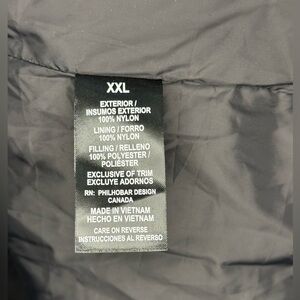 XXL
EXTERIOR /
INSUMOS EXTERIOR
100% NYLON
LINING / FORRO
100% NYLON
FILLING / RELLENO
100% POLYESTER /
POLIÉSTER
EXCLUSIVE OF TRIM
EXCLUYE ADORNOS
RN: PHILHOBAR DESIGN
CANADA
MADE IN VIETNAM
HECHO EN VIETNAM
CARE ON REVERSE
INSTRUCCIONES AL REVERSO